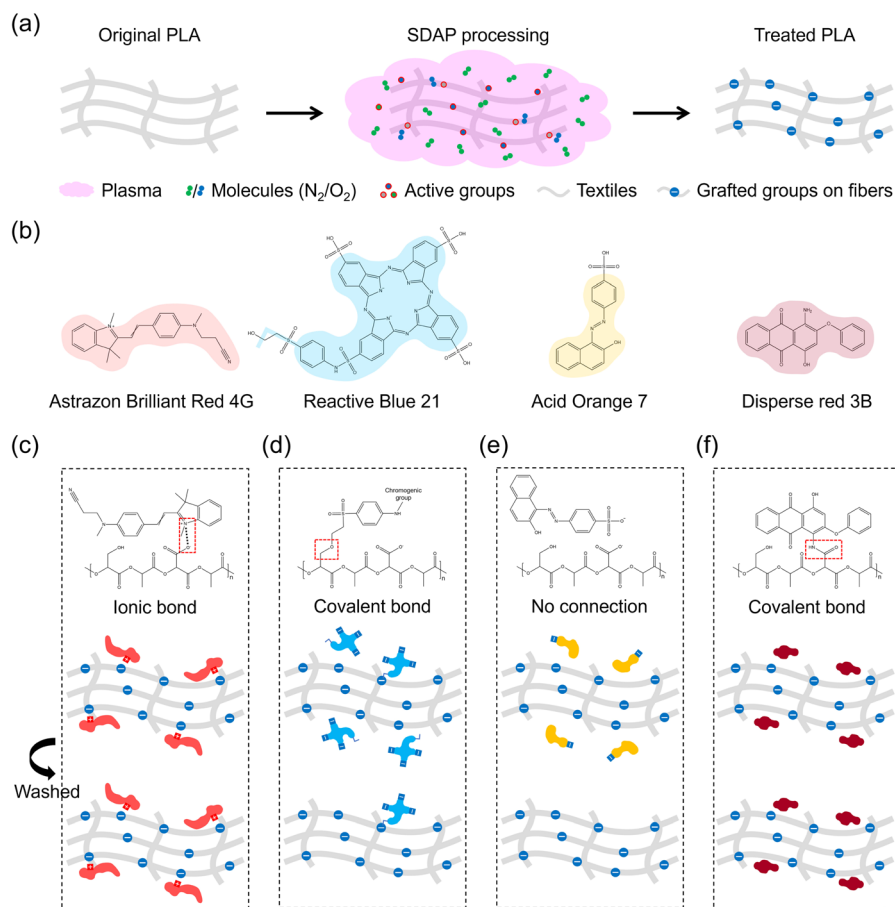 (a)
Original PLA
SDAP processing
Treated PLA
Plasma
Molecules (N₂/O₂)
Active groups
Textiles
Grafted groups on fibers
(b)
Astrazon Brilliant Red 4G
Reactive Blue 21
Acid Orange 7
Disperse red 3B
(c)
(d)
(e)
(f)
Chromogenic
group
Ionic bond
Covalent bond
No connection
Covalent bond
Washed